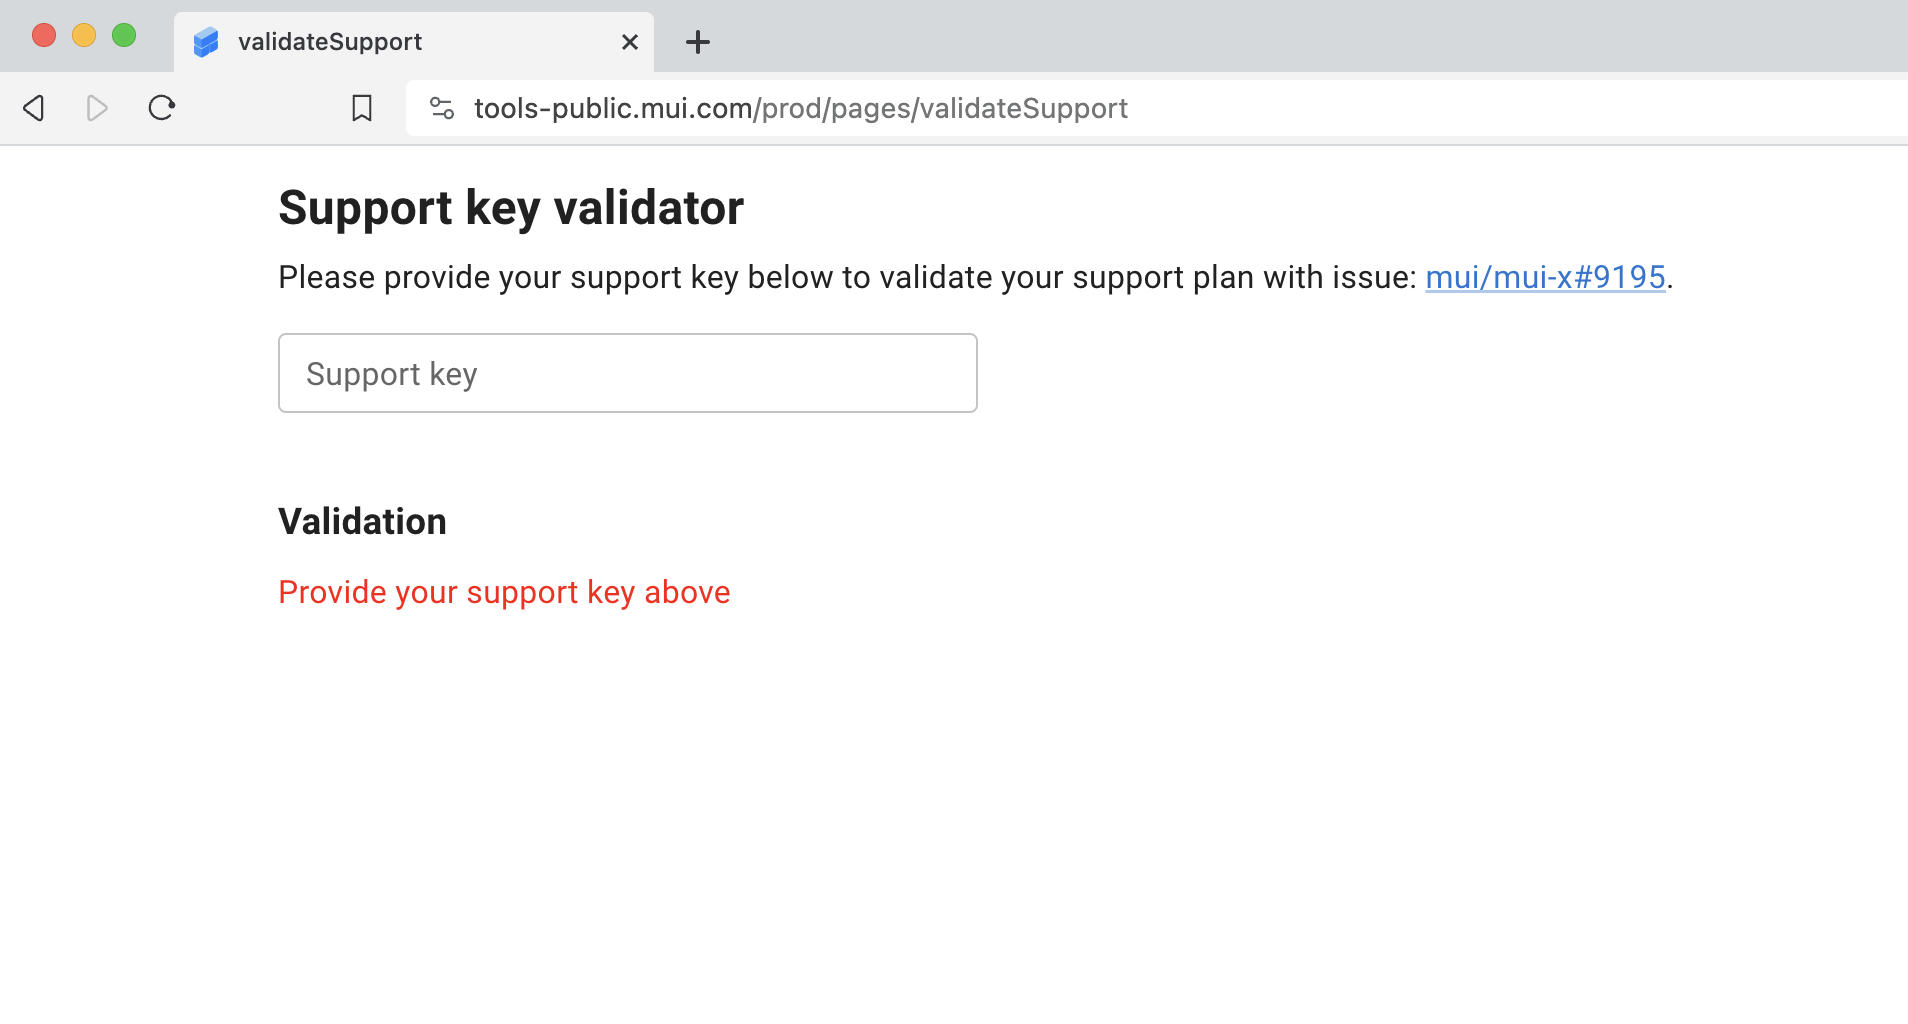 validateSupport
tools-public.mui.com/prod/pages/validateSupport
Support key validator
Please provide your support key below to validate your support plan with issue: mui/mui-x#9195.
Support key
Validation
Provide your support key above